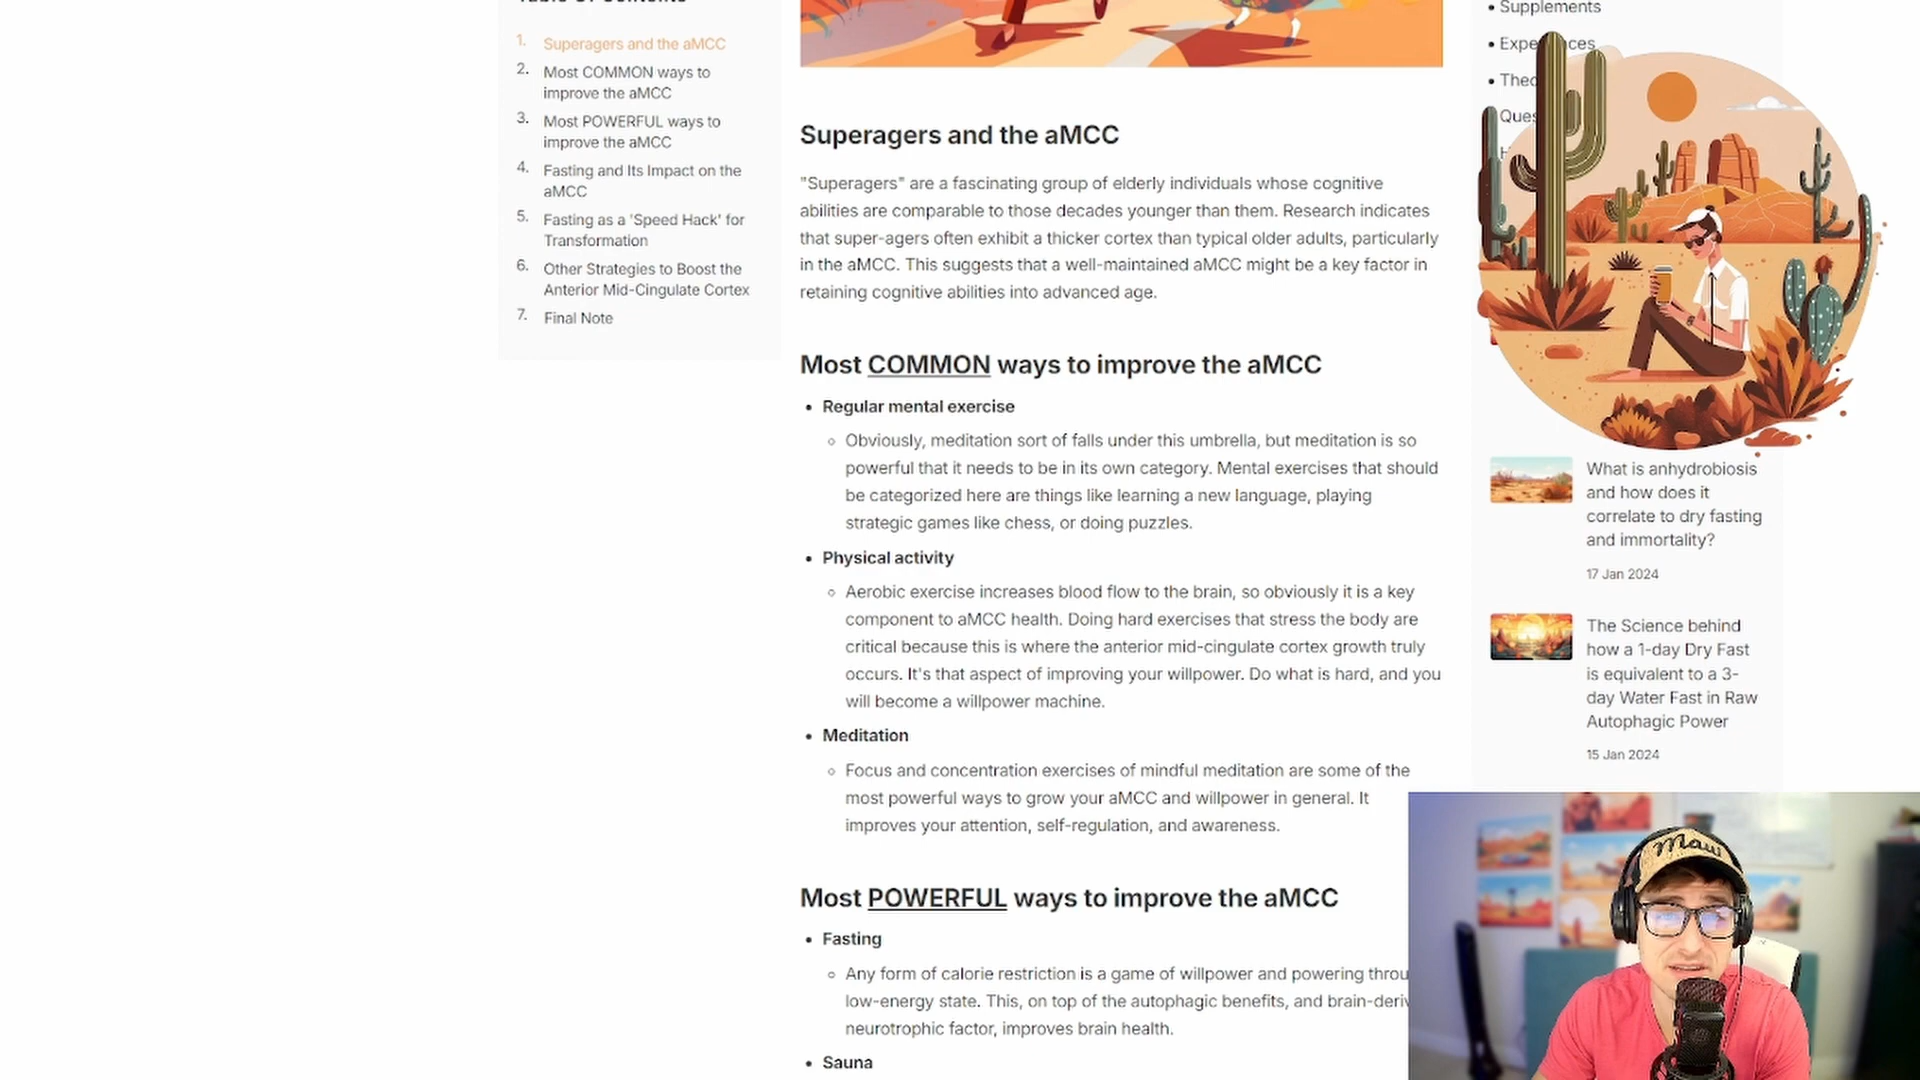 1. Superagers and the aMCC
2. Most COMMON ways to
improve the aMCC
3. Most POWERFUL ways to
improve the aMCC
4. Fasting and Its Impact on the
aMCC
5. Fasting as a 'Speed Hack' for
Transformation
6. Other Strategies to Boost the
Anterior Mid-Cingulate Cortex
7. Final Note
Superagers and the aMCC
"Superagers" are a fascinating group of elderly individuals whose cognitive
abilities are comparable to those decades younger than them. Research indicates
that super-agers often exhibit a thicker cortex than typical older adults, particularly
in the aMCC. This suggests that a well-maintained aMCC might be a key factor in
retaining cognitive abilities into advanced age.
Most COMMON ways to improve the aMCC
• Regular mental exercise
○ Obviously, meditation sort of falls under this umbrella, but meditation is so
powerful that it needs to be in its own category. Mental exercises that should
be categorized here are things like learning a new language, playing
strategic games like chess, or doing puzzles.
• Physical activity
○ Aerobic exercise increases blood flow to the brain, so obviously it is a key
component to aMCC health. Doing hard exercises that stress the body are
critical because this is where the anterior mid-cingulate cortex growth truly
occurs. It's that aspect of improving your willpower. Do what is hard, and you
will become a willpower machine.
• Meditation
○ Focus and concentration exercises of mindful meditation are some of the
most powerful ways to grow your aMCC and willpower in general. It
improves your attention, self-regulation, and awareness.
Most POWERFUL ways to improve the aMCC
• Fasting
○ Any form of calorie restriction is a game of willpower and powering throu
low-energy state. This, on top of the autophagic benefits, and brain-deriv
neurotrophic factor, improves brain health.
• Sauna
• Supplements
What is anhydrobiosis
and how does it
correlate to dry fasting
and immortality?
17 Jan 2024
The Science behind
how a 1-day Dry Fast
is equivalent to a 3-
day Water Fast in Raw
Autophagic Power
15 Jan 2024
Maui